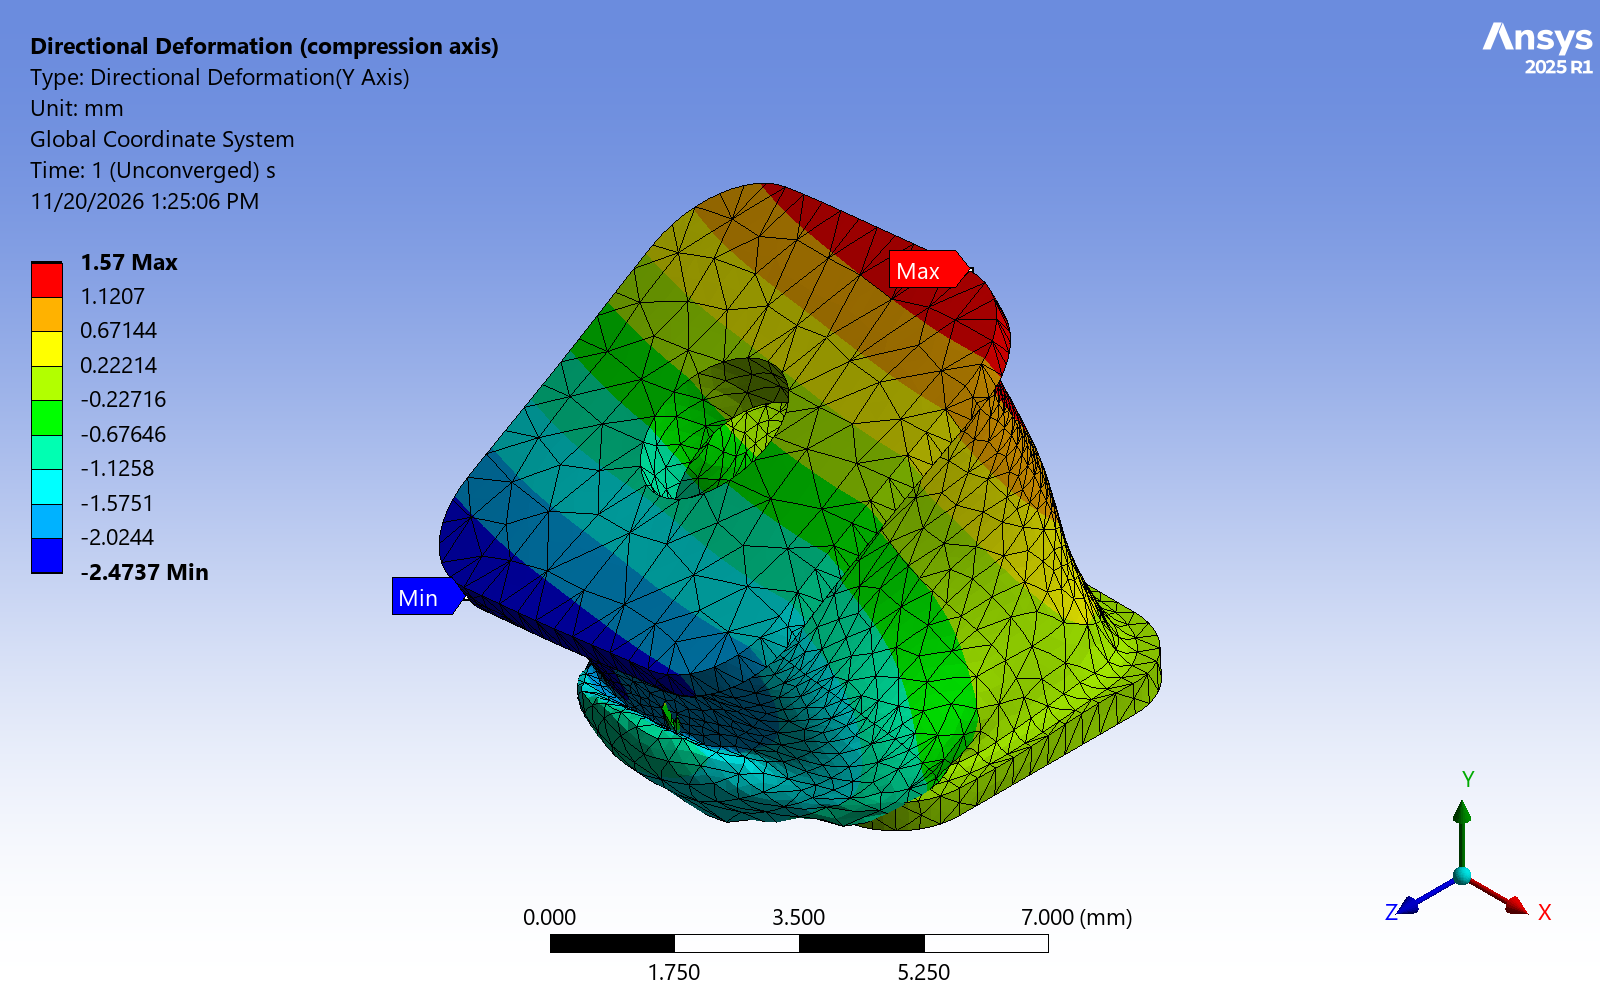 Directional Deformation (compression axis)
Type: Directional Deformation(Y Axis)
Unit: mm
Global Coordinate System
Time: 1 (Unconverged) s
11/20/2026 1:25:06 PM
Ansys
2025 R1
1.57 Max
1.1207
0.67144
0.22214
-0.22716
-0.67646
-1.1258
-1.5751
-2.0244
-2.4737 Min
Max
Min
Y
Z
X
0.000
3.500
7.000 (mm)
1.750
5.250